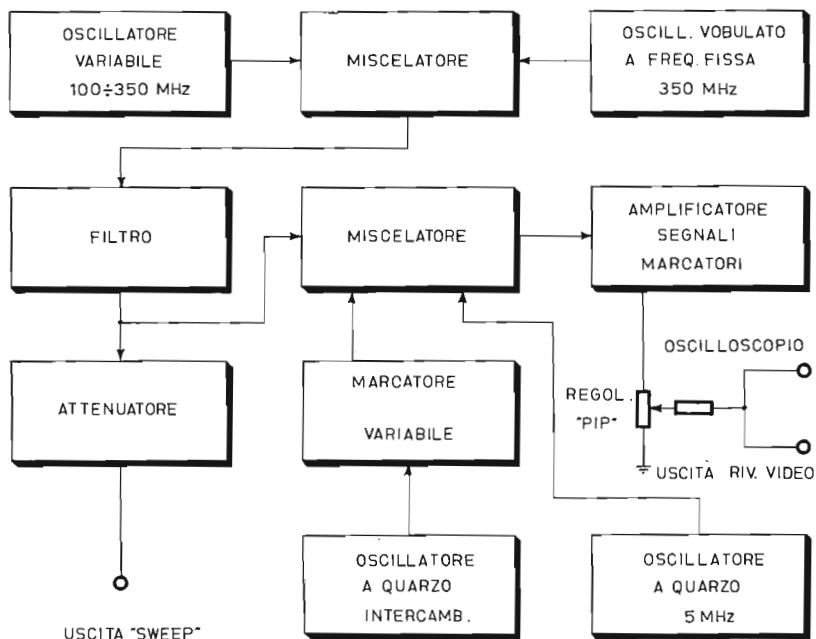 OSCILLATORE
VARIABILE
100÷350 MHz
MISCELATORE
OSCILL. VOBULATO
A FREQ. FISSA
350 MHz
FILTRO
MISCELATORE
AMPLIFICATORE
SEGNALI
MARCATORI
OSCILLOSCOPIO
ATTENUATORE
MARCATORE
VARIABILE
REGOL.
"PIP"
USCITÀ RIV. VIDEO
OSCILLATORE
A QUARZO
INTERCAMB.
OSCILLATORE
A QUARZO
5 MHz
USCITA "SWEEP"